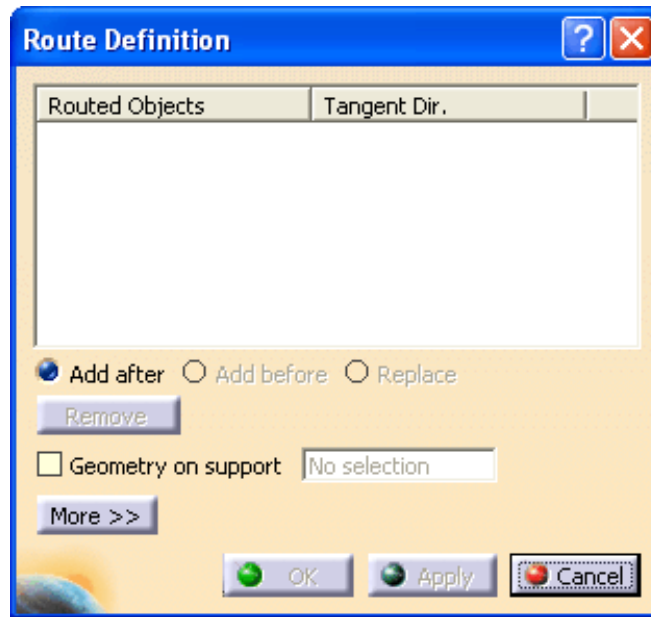 Route Definition
Routed Objects Tangent Dir.
Add after Add before Replace
Remove
Geometry on support No selection
More >>
OK Apply Cancel